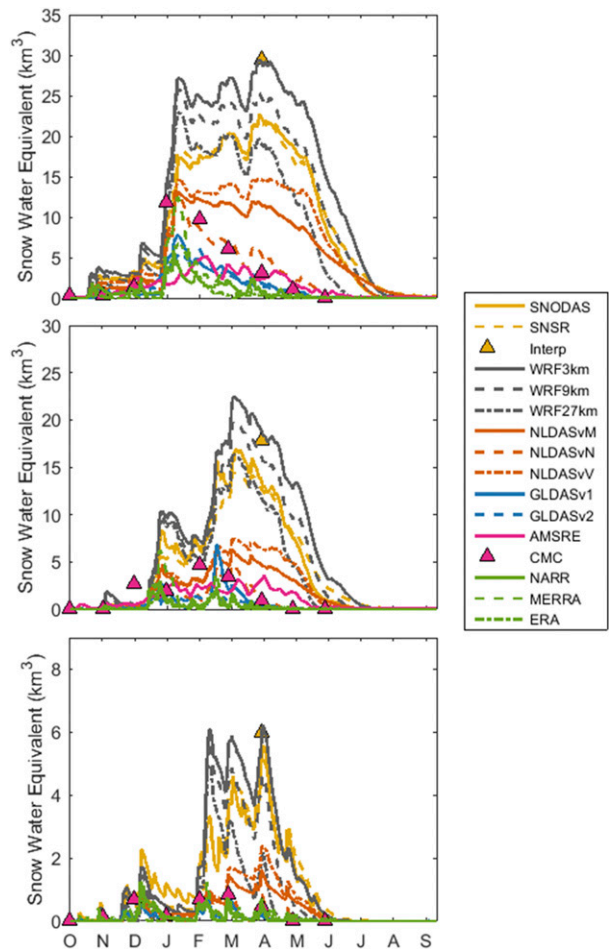 35
30
25
20
15
10
5
0
Snow Water Equivalent (km³)
O N D J F M A M J J A S
30
25
20
15
10
5
0
Snow Water Equivalent (km³)
O N D J F M A M J J A S
8
6
4
2
0
Snow Water Equivalent (km³)
O N D J F M A M J J A S
SNODAS
SNSR
Interp
WRF3km
WRF9km
WRF27km
NLDASvM
NLDASvN
NLDASvV
GLDASv1
GLDASv2
AMSRE
CMC
NARR
MERRA
ERA